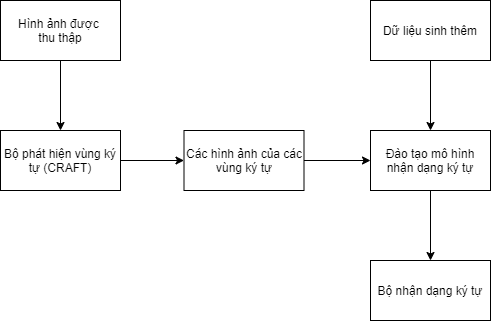 Hình ảnh được
thu thập
Dữ liệu sinh thêm
Bộ phát hiện vùng ký
tự (CRAFT)
Các hình ảnh của các
vùng ký tự
Đào tạo mô hình
nhận dạng ký tự
Bộ nhận dạng ký tự